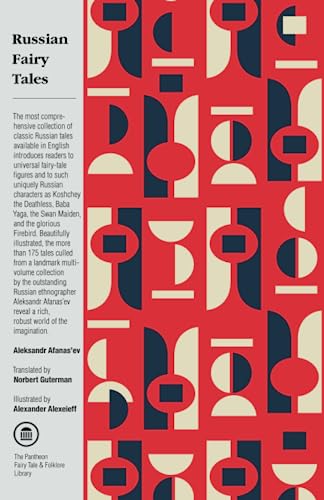 Russian
Fairy
Tales
The most compre-
hensive collection of
classic Russian tales
available in English
introduces readers to
universal fairy-tale
figures and to such
uniquely Russian
characters as Koshchey
the Deathless, Baba
Yaga, the Swan Maiden,
and the glorious
Firebird. Beautifully
illustrated, the more
than 175 tales culled
from a landmark multi-
volume collection
by the outstanding
Russian ethnographer
Aleksandr Afanas'ev
reveal a rich,
robust world of the
imagination.
Aleksandr Afanas'ev
Translated by
Norbert Guterman
Illustrated by
Alexander Alexeieff
The Pantheon
Fairy Tale & Folklore
Library